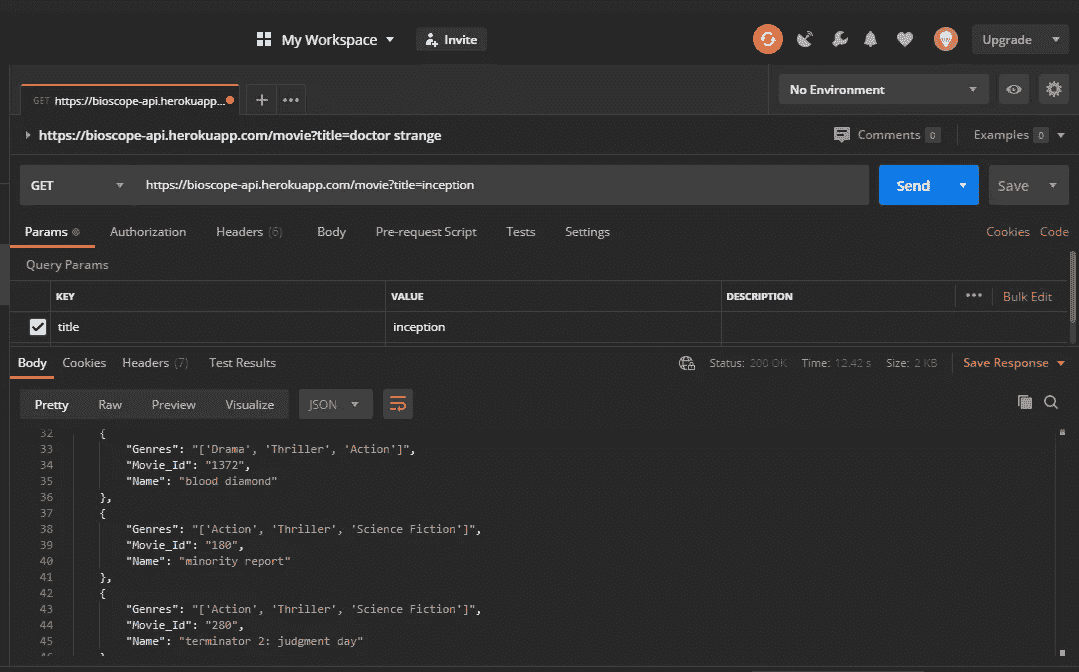 My Workspace Invite Upgrade
GET https://bioscope-api.herokuapp... + ••• No Environment
https://bioscope-api.herokuapp.com/movie?title=doctor strange Comments 0 Examples 0
GET https://bioscope-api.herokuapp.com/movie?title=inception Send Save
Params Authorization Headers (6) Body Pre-request Script Tests Settings Cookies Code
Query Params
KEY VALUE DESCRIPTION ••• Bulk Edit
title inception
Body Cookies Headers (7) Test Results Status: 200 OK Time: 12.42 s Size: 2 KB Save Response
Pretty Raw Preview Visualize JSON
32 {
33 "Genres": "['Drama', 'Thriller', 'Action']",
34 "Movie_Id": "1372",
35 "Name": "blood diamond"
36 },
37 {
38 "Genres": "['Action', 'Thriller', 'Science Fiction']",
39 "Movie_Id": "180",
40 "Name": "minority report"
41 },
42 {
43 "Genres": "['Action', 'Thriller', 'Science Fiction']",
44 "Movie_Id": "280",
45 "Name": "terminator 2: judgment day"